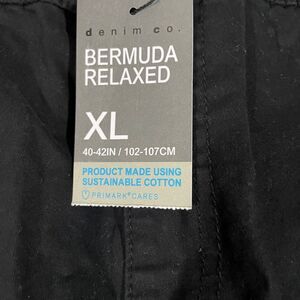 denim co.
BERMUDA
RELAXED
XL
40-42IN / 102-107CM
PRODUCT MADE USING
SUSTAINABLE COTTON
PRIMARK® CARES